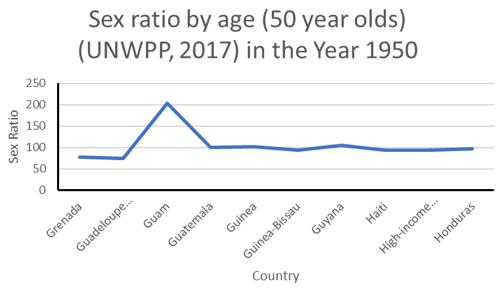 Sex ratio by age (50 year olds)
(UNWPP, 2017) in the Year 1950
250
200
150
100
50
0
Sex Ratio
Grenada
Guadeloupe...
Guam
Guatemala
Guinea
Guinea-Bissau
Guyana
Haiti
High-income...
Honduras
Country